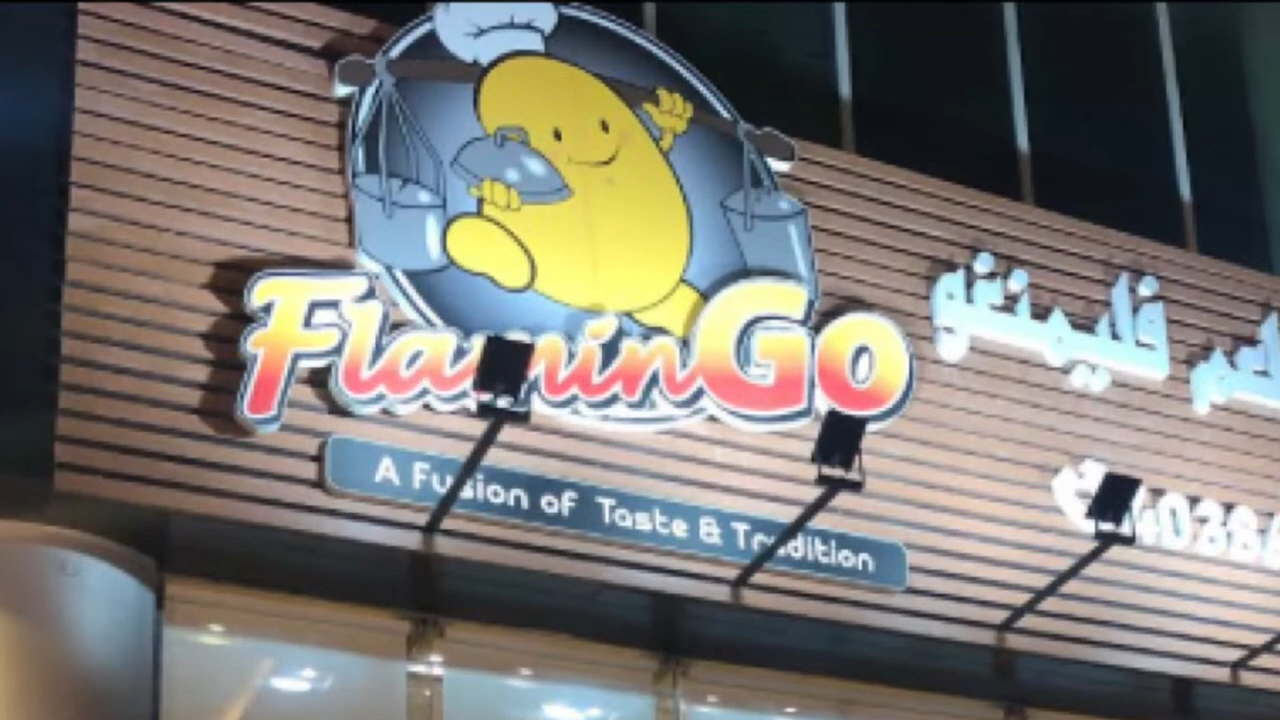 FlaminGo
A Fusion of Taste & Tradition
فليمنغو